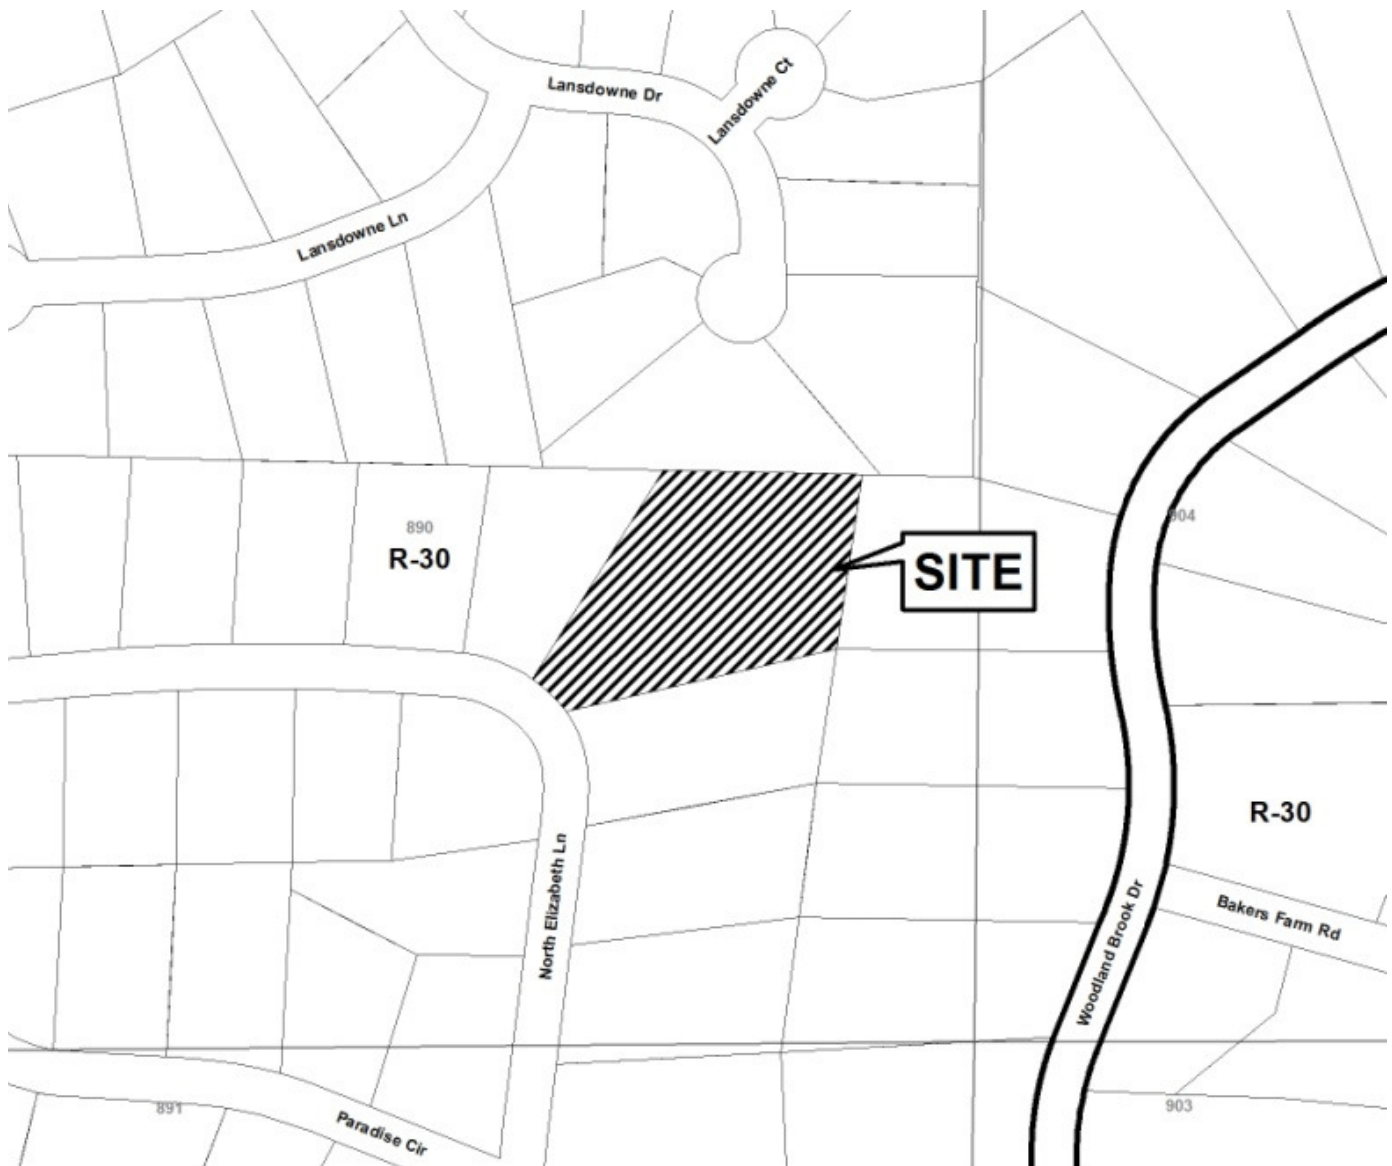 Lansdowne Dr
Lansdowne Ct
Lansdowne Ln
890
R-30
904
SITE
R-30
North Elizabeth Ln
Woodland Brook Dr
Bakers Farm Rd
891
903
Paradise Cir